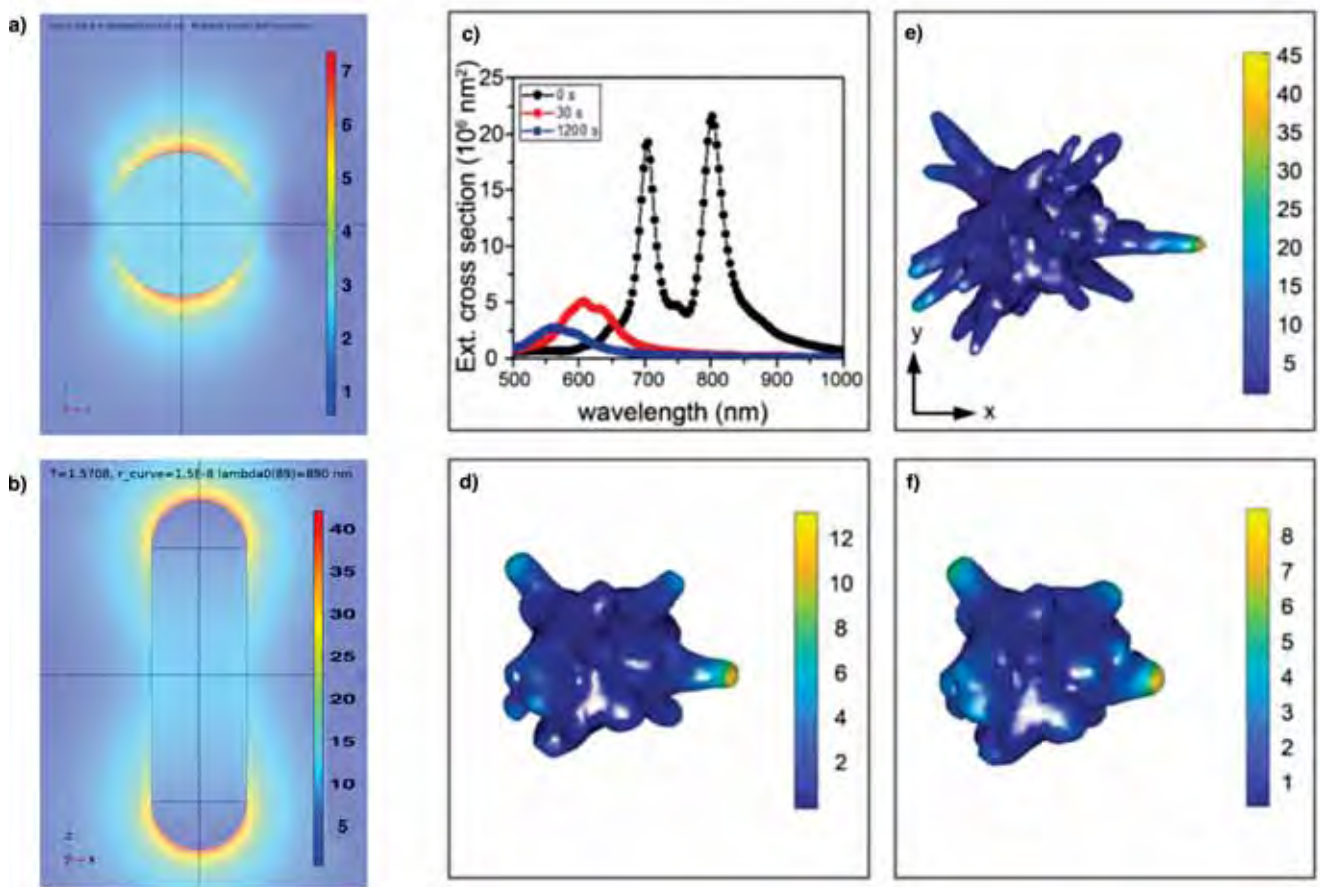 a)
7
6
5
4
3
2
1
b)
T=1.5708, r_curve=1.5E-8 lambda0(89)=890 nm
40
35
30
25
20
15
10
5
z
y x
c)
Ext. cross section (10⁶ nm²)
25
20
15
10
5
0
0 s
30 s
1200 s
500 600 700 800 900 1000
wavelength (nm)
e)
45
40
35
30
25
20
15
10
5
y
x
d)
12
10
8
6
4
2
f)
8
7
6
5
4
3
2
1